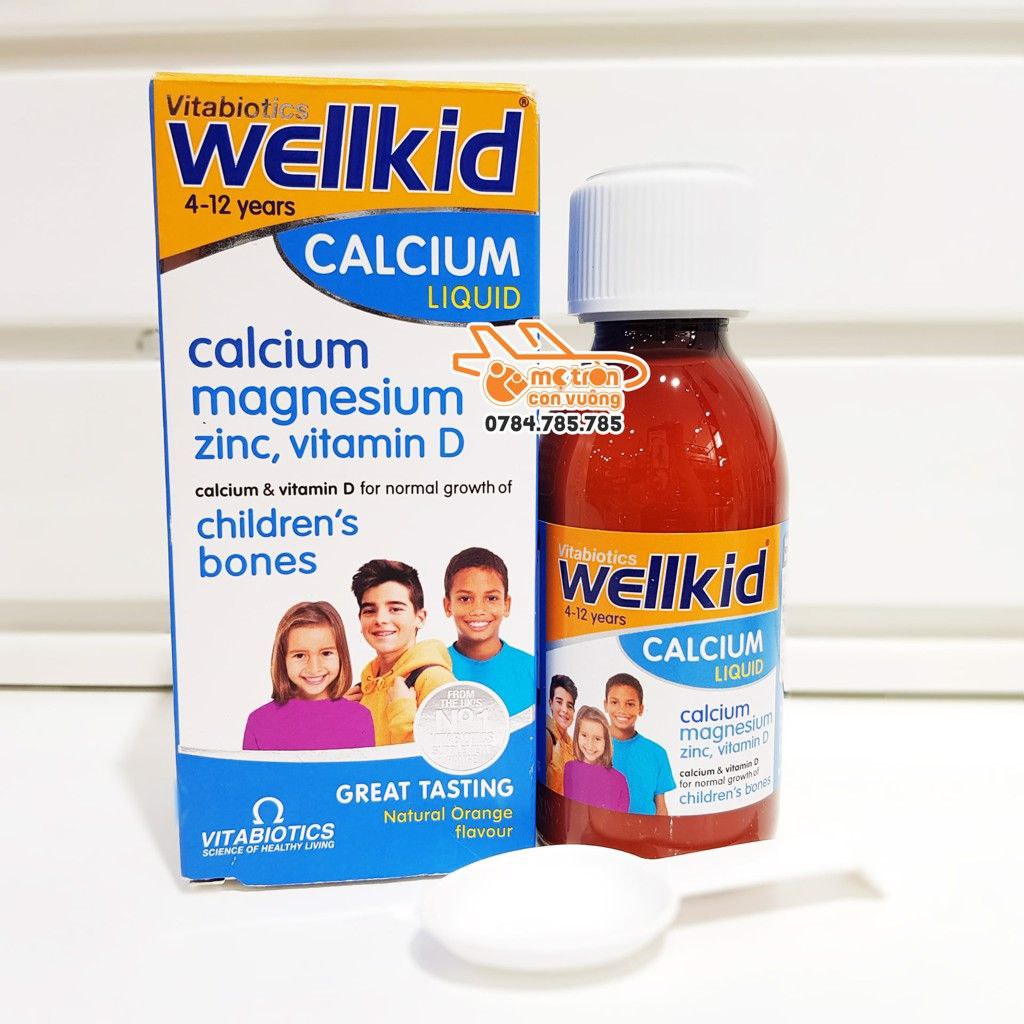 Vitabiotics
wellkid®
4-12 years
CALCIUM
LIQUID
calcium
magnesium
zinc, vitamin D
calcium & vitamin D for normal growth of
children's
bones
FROM
THE UK'S
NO1
GREAT TASTING
Natural Orange
flavour
VITABIOTICS
SCIENCE OF HEALTHY LIVING
mẹ tròn
con vuông
0784.785.785
Vitabiotics
wellkid®
4-12 years
CALCIUM
LIQUID
calcium
magnesium
zinc, vitamin D
calcium & vitamin D
for normal growth of
children's bones